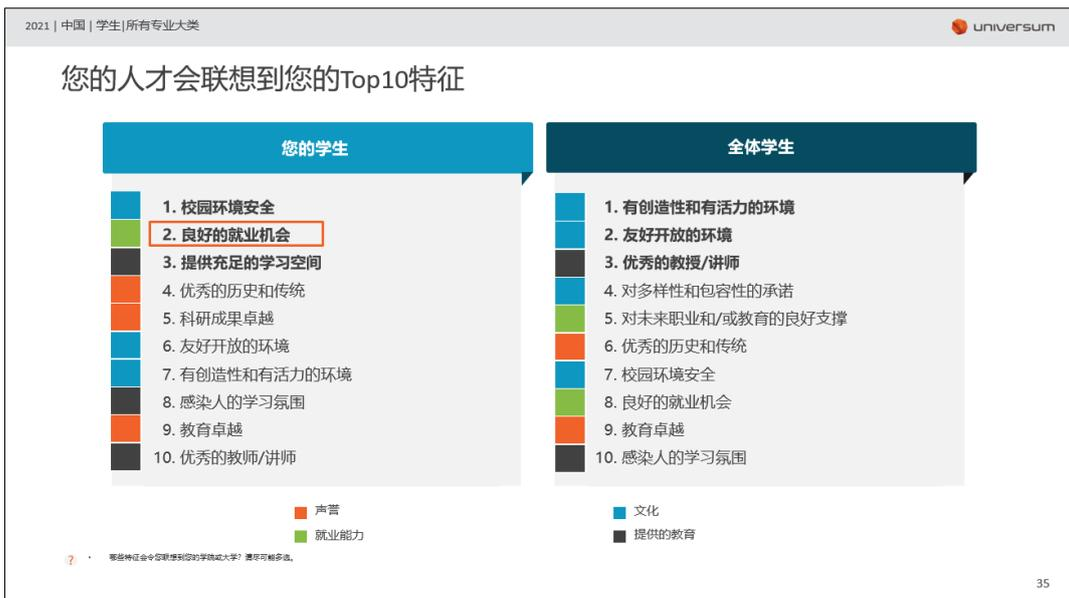 2021 | 中国 | 学生|所有专业大类
universum
您的人才会联想到您的Top10特征
您的学生
1. 校园环境安全
2. 良好的就业机会
3. 提供充足的学习空间
4. 优秀的历史和传统
5. 科研成果卓越
6. 友好开放的环境
7. 有创造性和有活力的环境
8. 感染人的学习氛围
9. 教育卓越
10. 优秀的教师/讲师
全体学生
1. 有创造性和有活力的环境
2. 友好开放的环境
3. 优秀的教授/讲师
4. 对多样性和包容性的承诺
5. 对未来职业和/或教育的良好支撑
6. 优秀的历史和传统
7. 校园环境安全
8. 良好的就业机会
9. 教育卓越
10. 感染人的学习氛围
声誉
就业能力
文化
提供的教育
? • 哪些特征会令您联想到您的学院或大学？请尽可能多选。
35